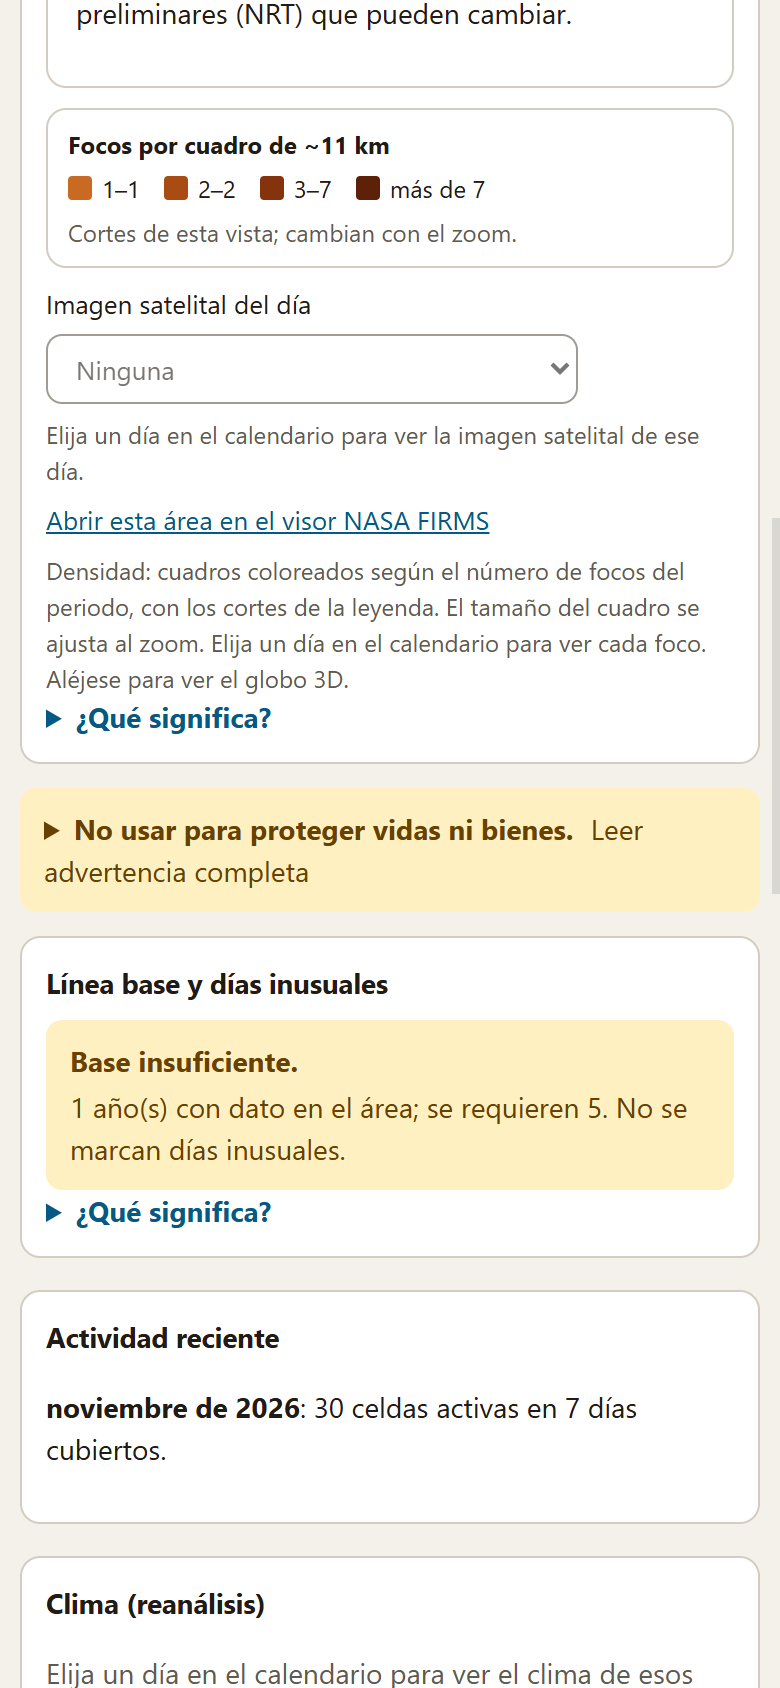 preliminares (NRT) que pueden cambiar.
Focos por cuadro de ~11 km
1–1 2–2 3–7 más de 7
Cortes de esta vista; cambian con el zoom.
Imagen satelital del día
Ninguna
Elija un día en el calendario para ver la imagen satelital de ese
día.
Abrir esta área en el visor NASA FIRMS
Densidad: cuadros coloreados según el número de focos del
periodo, con los cortes de la leyenda. El tamaño del cuadro se
ajusta al zoom. Elija un día en el calendario para ver cada foco.
Aléjese para ver el globo 3D.
¿Qué significa?
No usar para proteger vidas ni bienes. Leer
advertencia completa
Línea base y días inusuales
Base insuficiente.
1 año(s) con dato en el área; se requieren 5. No se
marcan días inusuales.
¿Qué significa?
Actividad reciente
noviembre de 2026: 30 celdas activas en 7 días
cubiertos.
Clima (reanálisis)
Elija un día en el calendario para ver el clima de esos